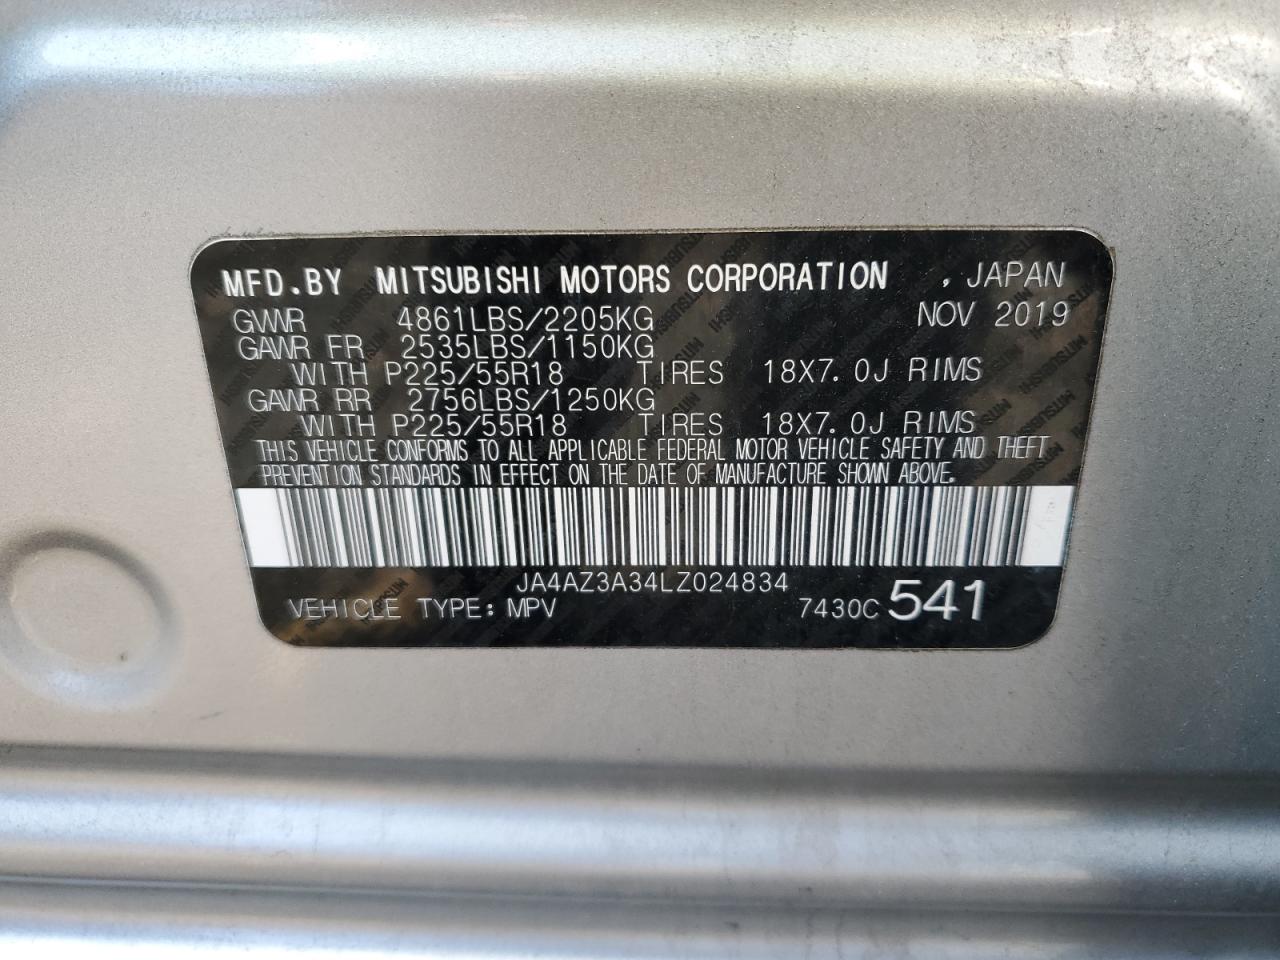 MFD.BY MITSUBISHI MOTORS CORPORATION , JAPAN
GWWR 4861LBS/2205KG NOV 2019
GAWR FR 2535LBS/1150KG
WITH P225/55R18 TIRES 18X7.0J RIMS
GAWR RR 2756LBS/1250KG
WITH P225/55R18 TIRES 18X7.0J RIMS
THIS VEHICLE CONFORMS TO ALL APPLICABLE FEDERAL MOTOR VEHICLE SAFETY AND THEFT
PREVENTION STANDARDS IN EFFECT ON THE DATE OF MANUFACTURE SHOWN ABOVE.
JA4AZ3A34LZ024834
VEHICLE TYPE: MPV 7430C 541